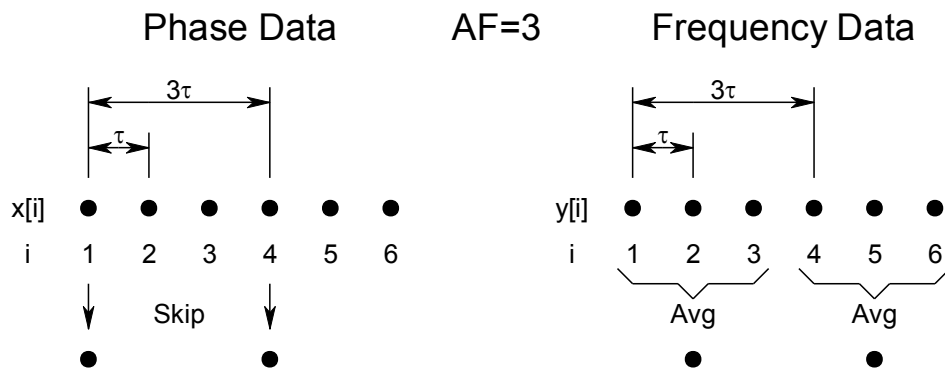 Phase Data AF=3 Frequency Data
3τ 3τ
τ τ
x[i] y[i]
i 1 2 3 4 5 6 i 1 2 3 4 5 6
Skip Avg Avg